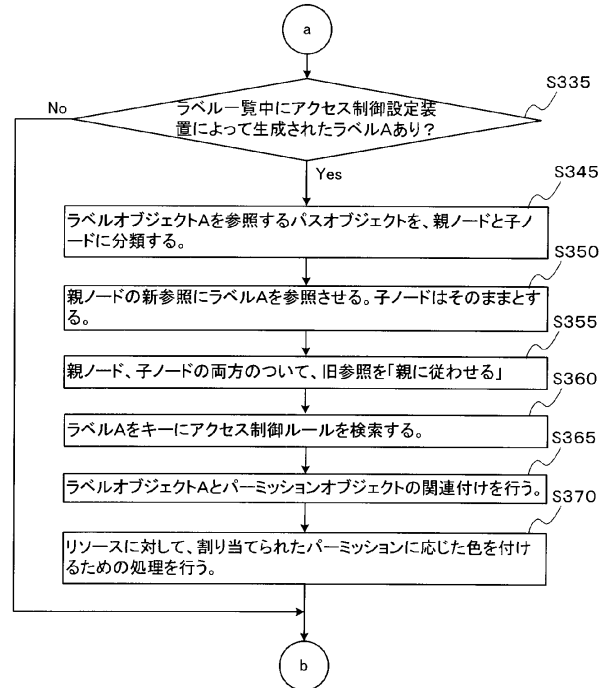 a
S335
No
ラベル一覧中にアクセス制御設定装
置によって生成されたラベルAあり？
Yes
S345
ラベルオブジェクトAを参照するパスオブジェクトを、親ノードと子ノ
ードに分類する。
S350
親ノードの新参照にラベルAを参照させる。子ノードはそのままとす
る。
S355
親ノード、子ノードの両方のついて、旧参照を「親に従わせる」
S360
ラベルAをキーにアクセス制御ルールを検索する。
S365
ラベルオブジェクトAとパーミッションオブジェクトの関連付けを行う。
S370
リソースに対して、割り当てられたパーミッションに応じた色を付け
るための処理を行う。
b